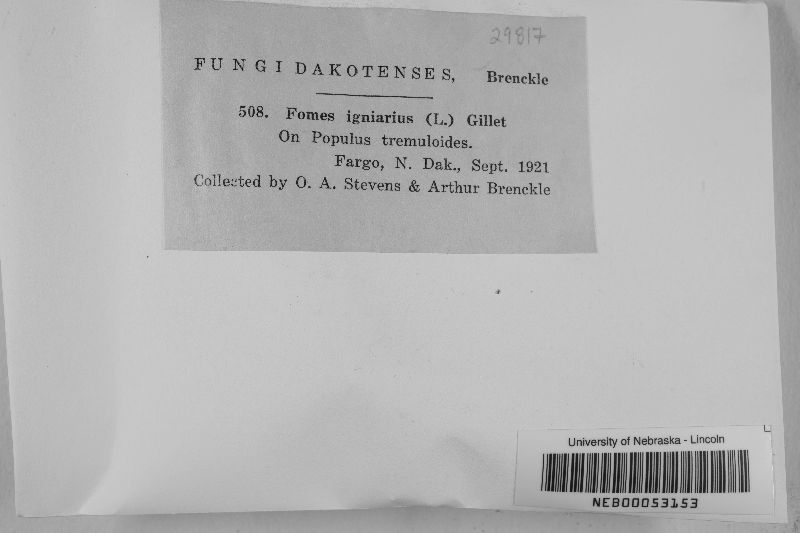 29817
FUNGI DAKOTENSES, Brenckle
508. Fomes igniarius (L.) Gillet
On Populus tremuloides.
Fargo, N. Dak., Sept. 1921
Collected by O. A. Stevens & Arthur Brenckle
University of Nebraska - Lincoln
NEB00053153